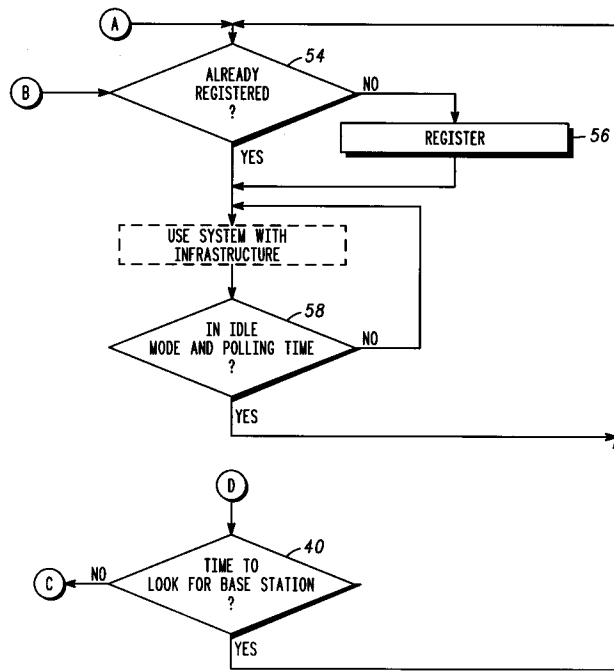 A
54
ALREADY
REGISTERED
?
B
NO
REGISTER
56
YES
USE SYSTEM WITH
INFRASTRUCTURE
58
IN IDLE
MODE AND POLLING TIME
?
NO
YES
D
40
TIME TO
LOOK FOR BASE STATION
?
NO
C
YES